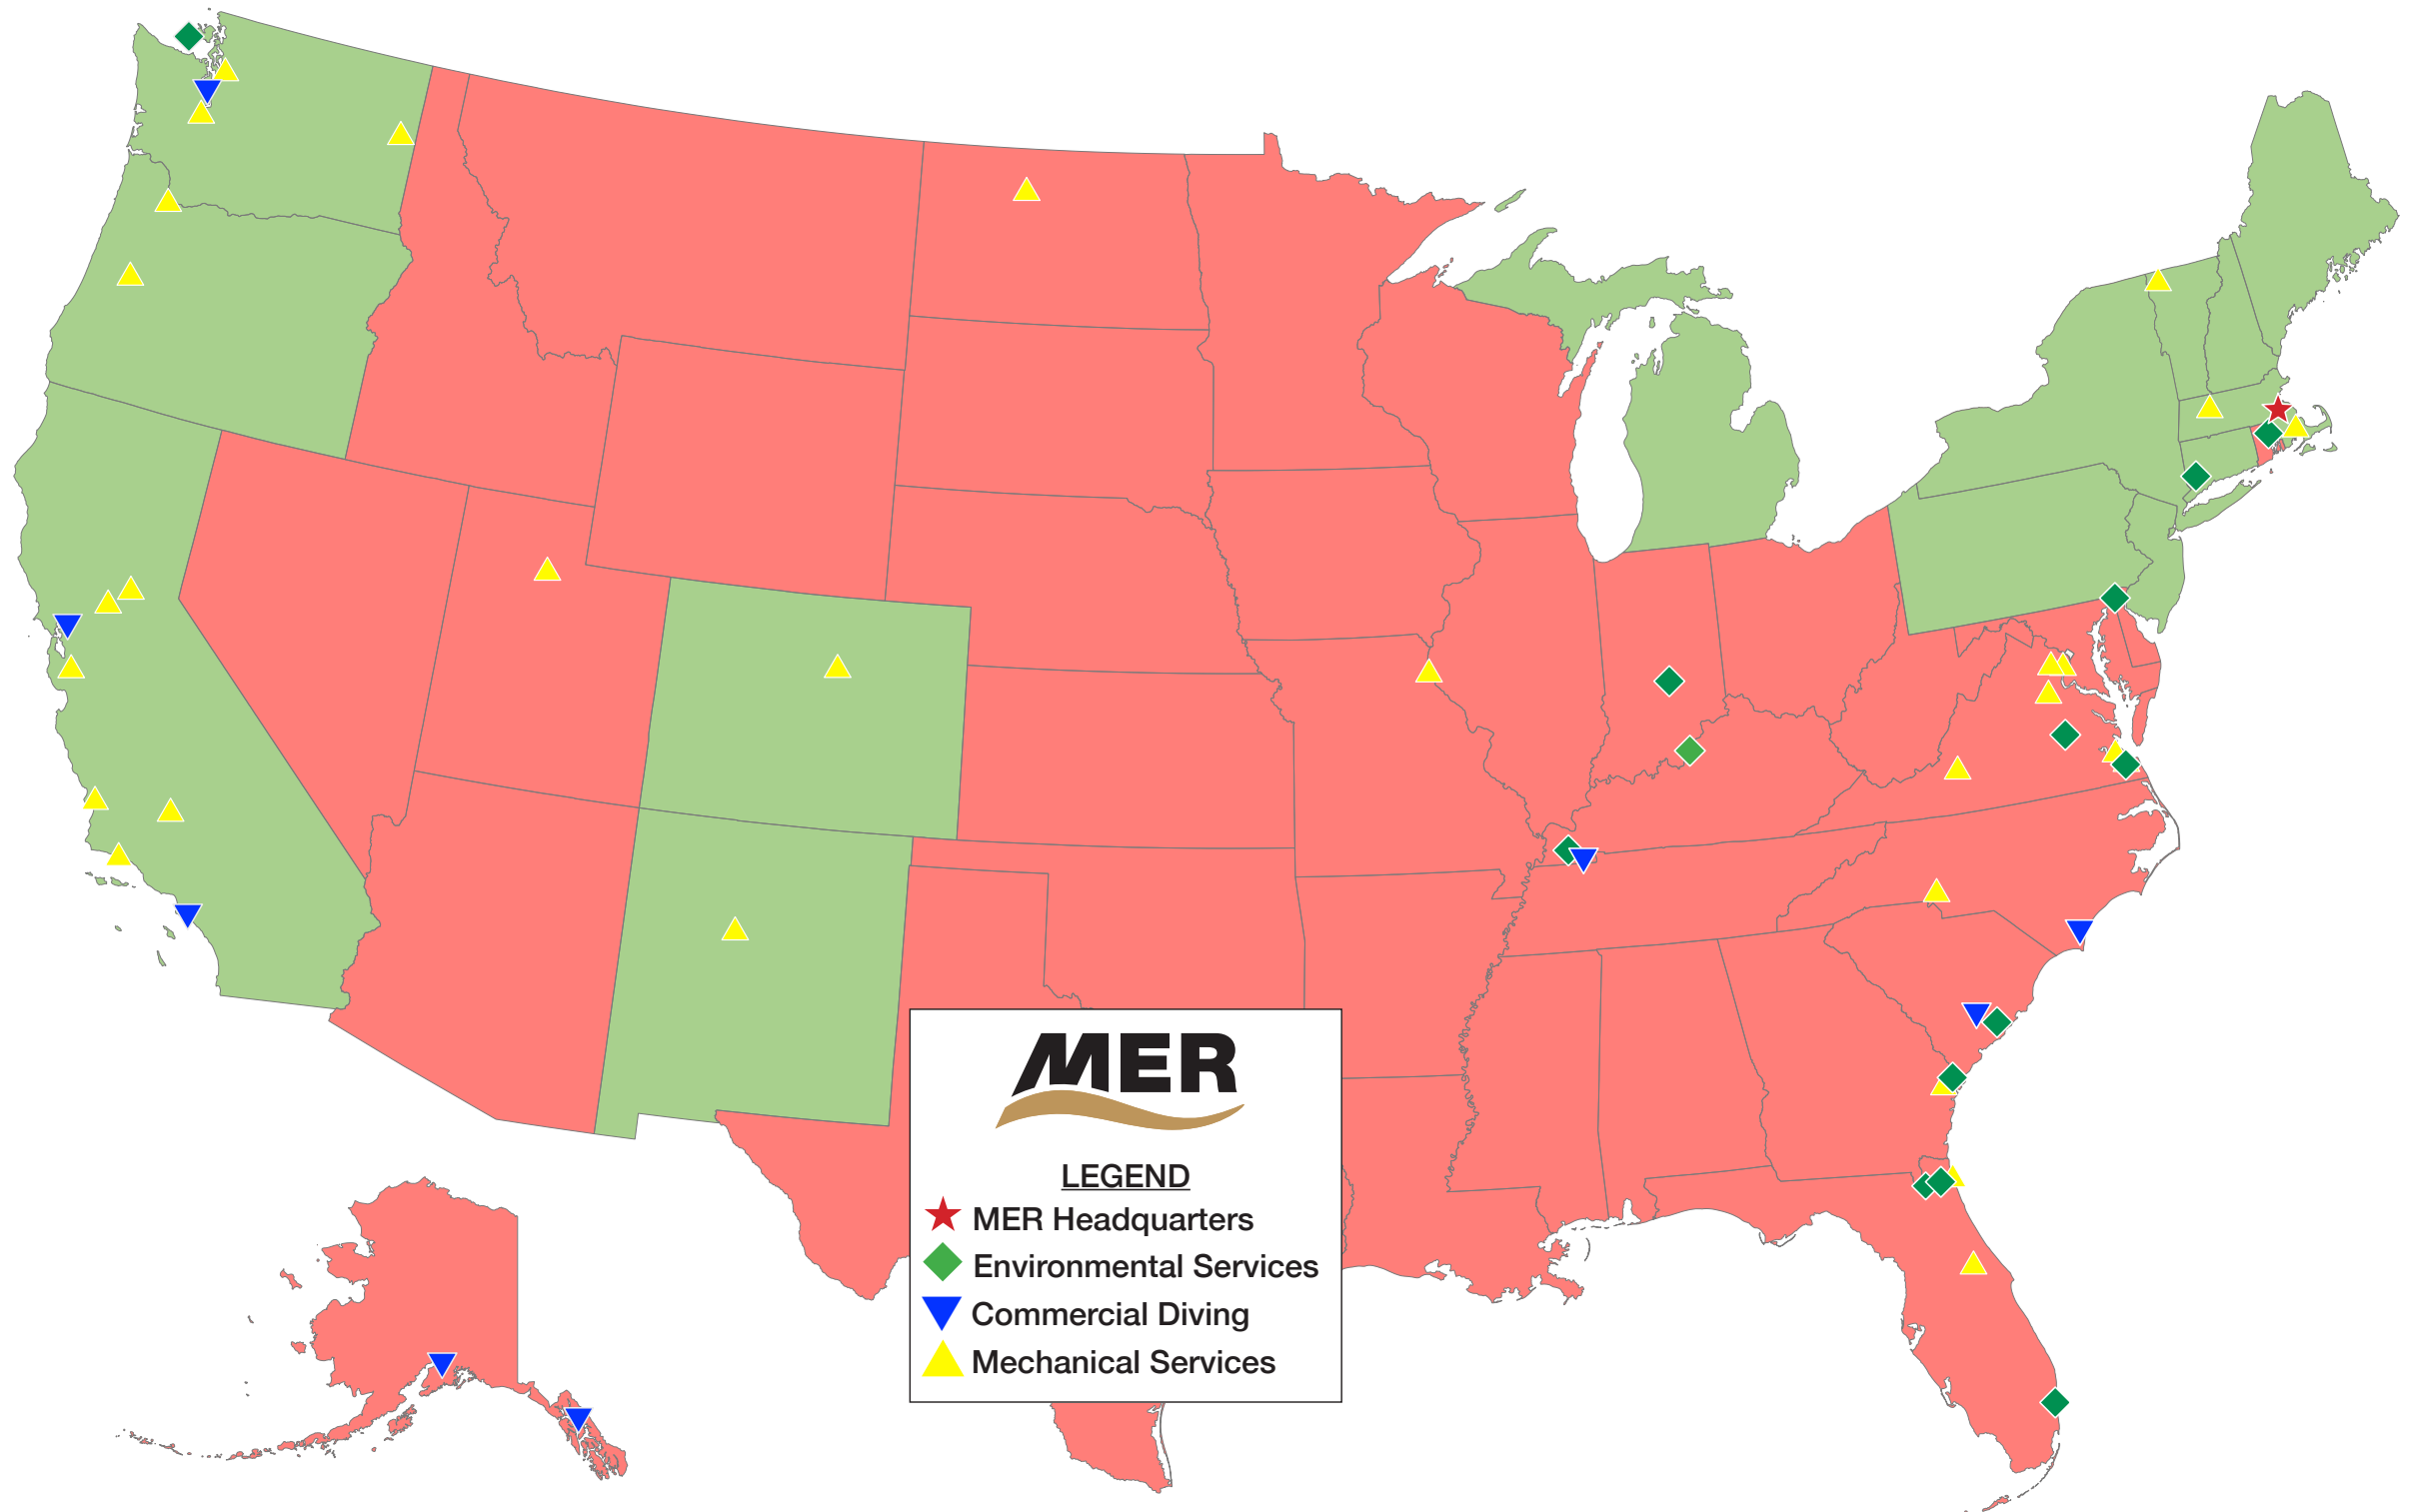 MER
LEGEND
MER Headquarters
Environmental Services
Commercial Diving
Mechanical Services